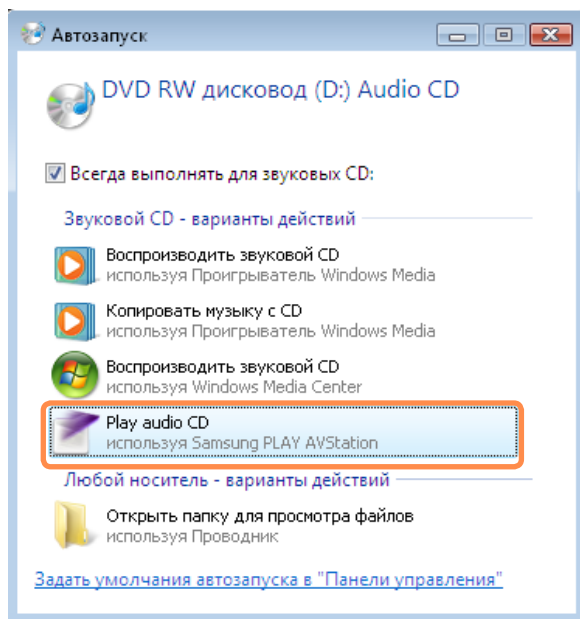 Автозапуск
DVD RW дисковод (D:) Audio CD
Всегда выполнять для звуковых CD:
Звуковой CD - варианты действий
Воспроизводить звуковой CD
используя Проигрыватель Windows Media
Копировать музыку с CD
используя Проигрыватель Windows Media
Воспроизводить звуковой CD
используя Windows Media Center
Play audio CD
используя Samsung PLAY AVStation
Любой носитель - варианты действий
Открыть папку для просмотра файлов
используя Проводник
Задать умолчания автозапуска в "Панели управления"